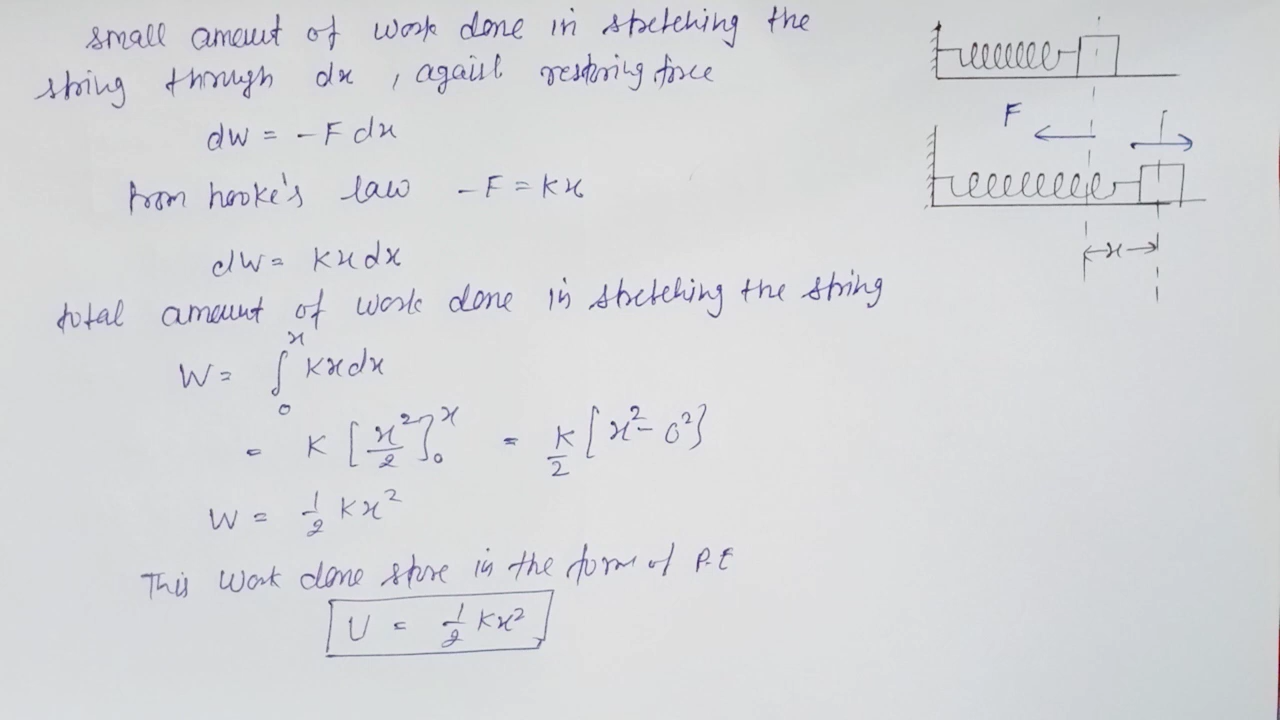 small amount of work done in stretching the
string through dx , against restoring force
dW = - F dx
from hooke's law - F = Kx
dW = Kx dx
total amount of work done in stretching the string
W = ∫₀ˣ Kx dx
= K [x²/2]₀ˣ = K/2 [x² - 0²]
W = 1/2 Kx²
This work done store in the form of P.E
U = 1/2 Kx²
F
x